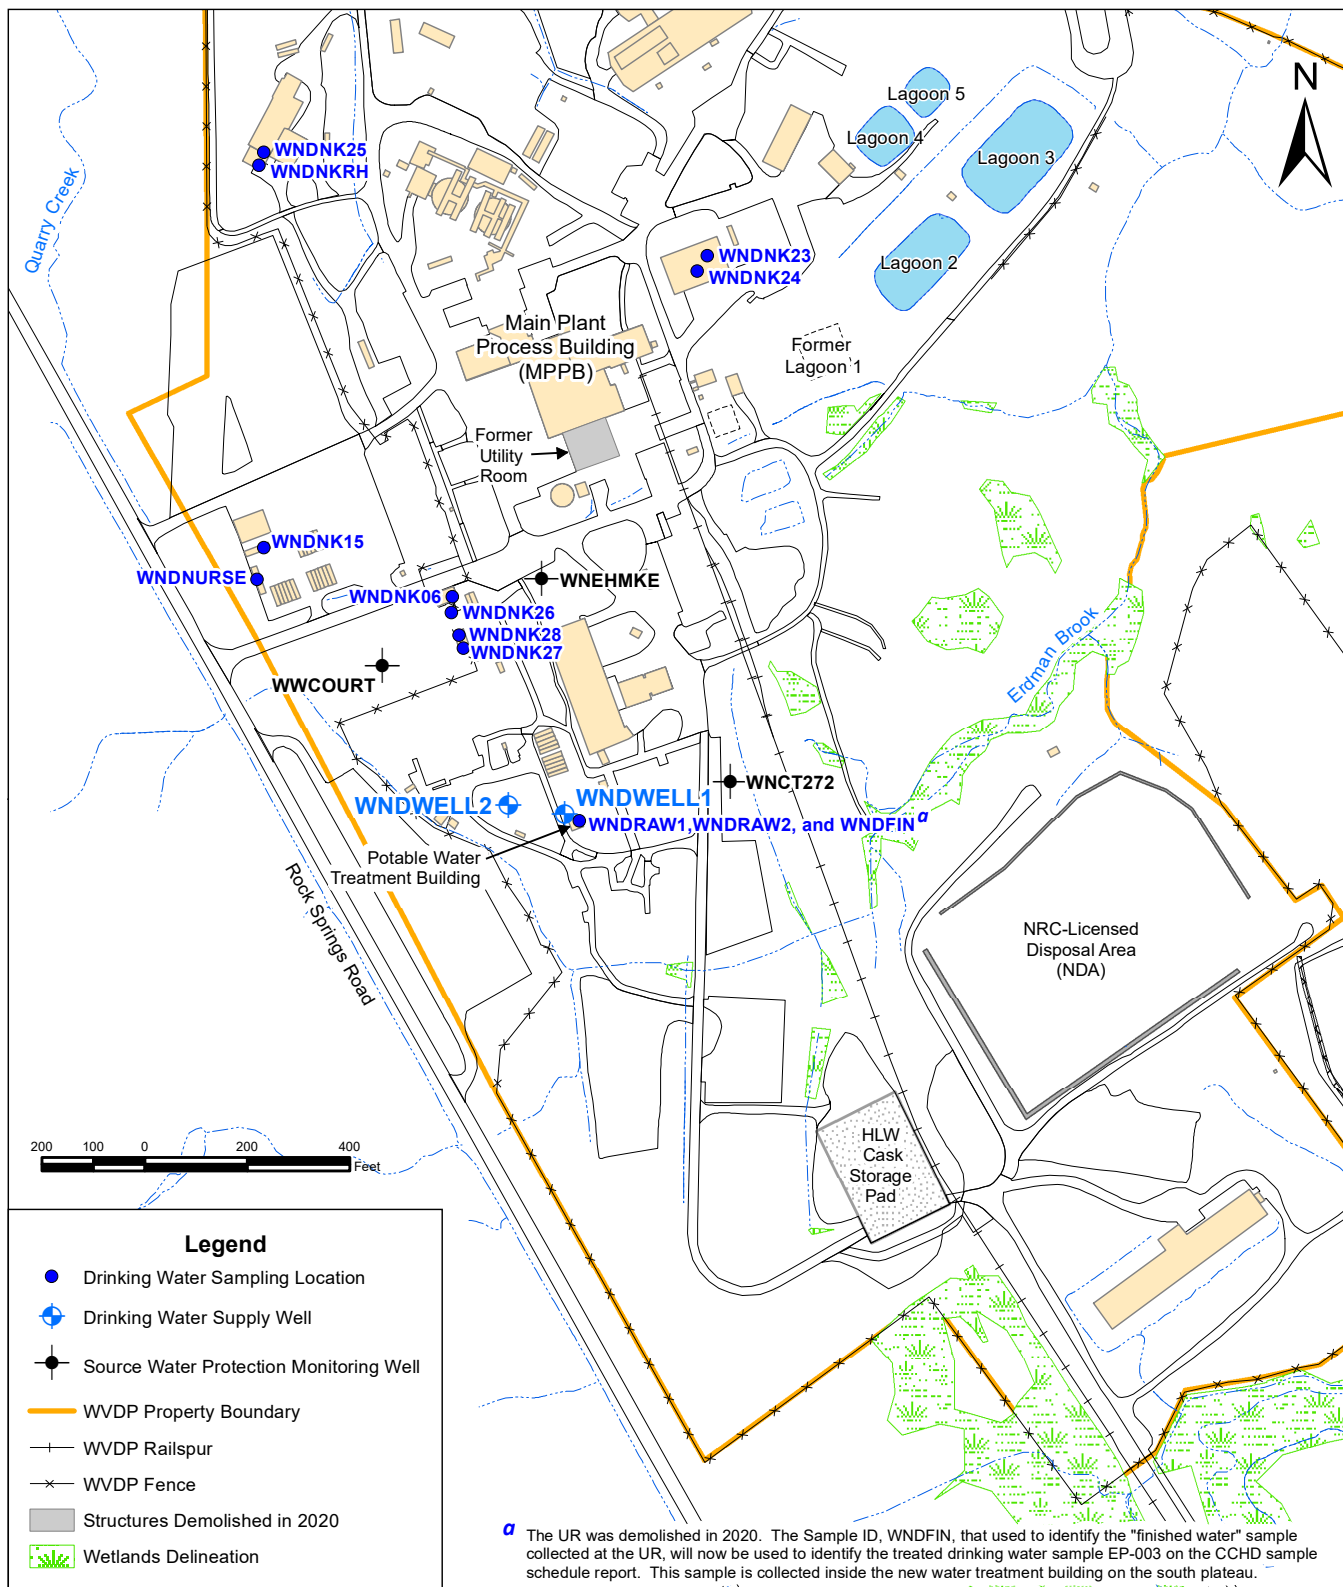 N
Lagoon 5
Lagoon 4
Lagoon 3
WNDNK25
WNDNKRH
Quarry Creek
WNDNK23
WNDNK24
Lagoon 2
Main Plant
Process Building
(MPPB)
Former
Lagoon 1
Former
Utility
Room
WNDNK15
WNDNURSE
WNEHMKE
WNDNK06
WNDNK26
WNDNK28
WNDNK27
Erdman Brook
WWCOURT
WNCT272
WNDWELL2
WNDWELL1
WNDRAW1,WNDRAW2, and WNDFIN a
Potable Water
Treatment Building
Rock Springs Road
NRC-Licensed
Disposal Area
(NDA)
HLW
Cask
Storage
Pad
200 100 0 200 400
Feet
Legend
Drinking Water Sampling Location
Drinking Water Supply Well
Source Water Protection Monitoring Well
WVDP Property Boundary
WVDP Railspur
WVDP Fence
Structures Demolished in 2020
Wetlands Delineation
a The UR was demolished in 2020. The Sample ID, WNDFIN, that used to identify the "finished water" sample
collected at the UR, will now be used to identify the treated drinking water sample EP-003 on the CCHD sample
schedule report. This sample is collected inside the new water treatment building on the south plateau.